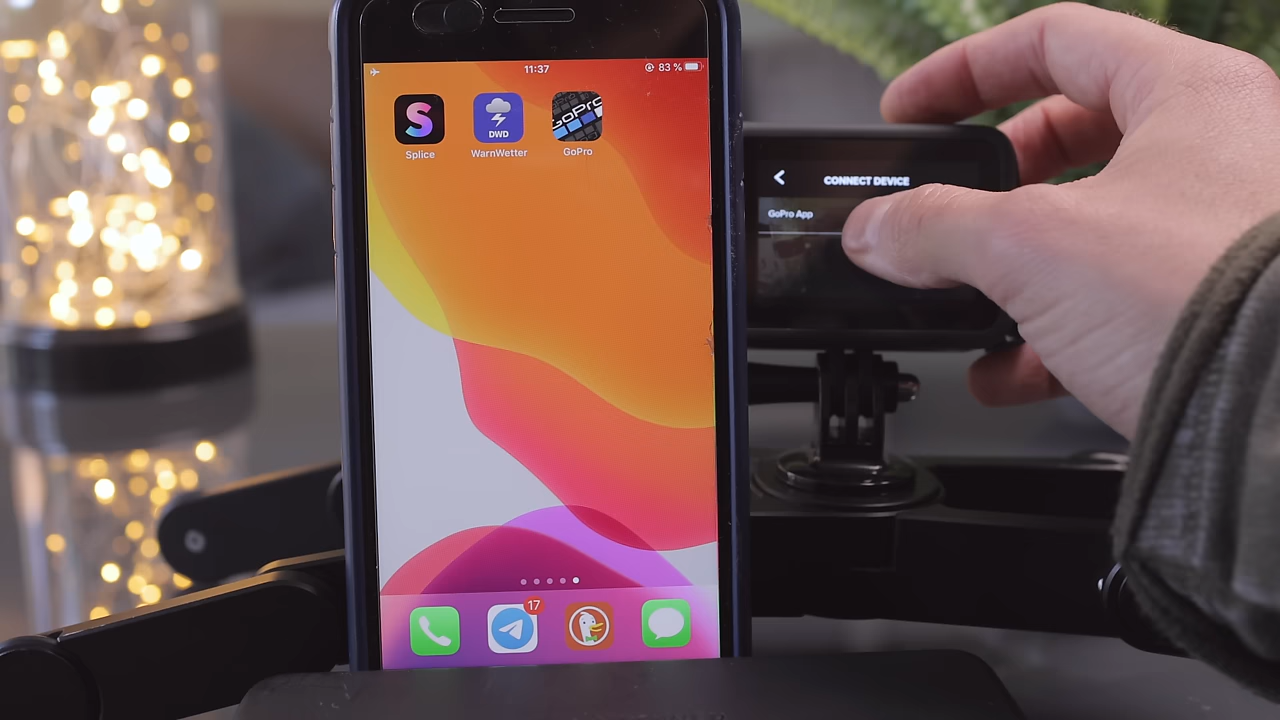 11:37
83 %
S
DWD
GoPro
Splice
WarnWetter
GoPro
CONNECT DEVICE
GoPro App
17